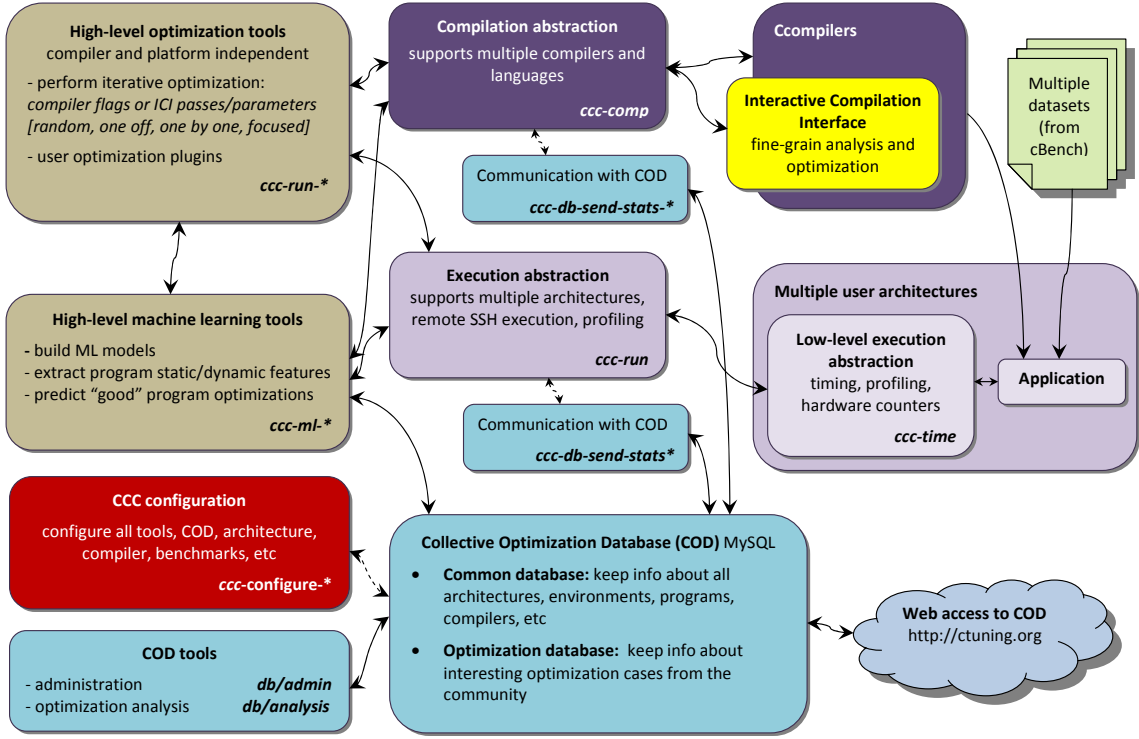 High-level optimization tools
compiler and platform independent
- perform iterative optimization:
compiler flags or ICI passes/parameters
[random, one off, one by one, focused]
- user optimization plugins
ccc-run-*
Compilation abstraction
supports multiple compilers and
languages
ccc-comp
Ccompilers
Interactive Compilation
Interface
fine-grain analysis and
optimization
Multiple
datasets
(from
cBench)
Communication with COD
ccc-db-send-stats-*
Execution abstraction
supports multiple architectures,
remote SSH execution, profiling
ccc-run
Multiple user architectures
Low-level execution
abstraction
timing, profiling,
hardware counters
ccc-time
Application
High-level machine learning tools
- build ML models
- extract program static/dynamic features
- predict “good” program optimizations
ccc-ml-*
Communication with COD
ccc-db-send-stats*
CCC configuration
configure all tools, COD, architecture,
compiler, benchmarks, etc
ccc-configure-*
Collective Optimization Database (COD) MySQL
• Common database: keep info about all
architectures, environments, programs,
compilers, etc
• Optimization database: keep info about
interesting optimization cases from the
community
Web access to COD
http://ctuning.org
COD tools
- administration db/admin
- optimization analysis db/analysis